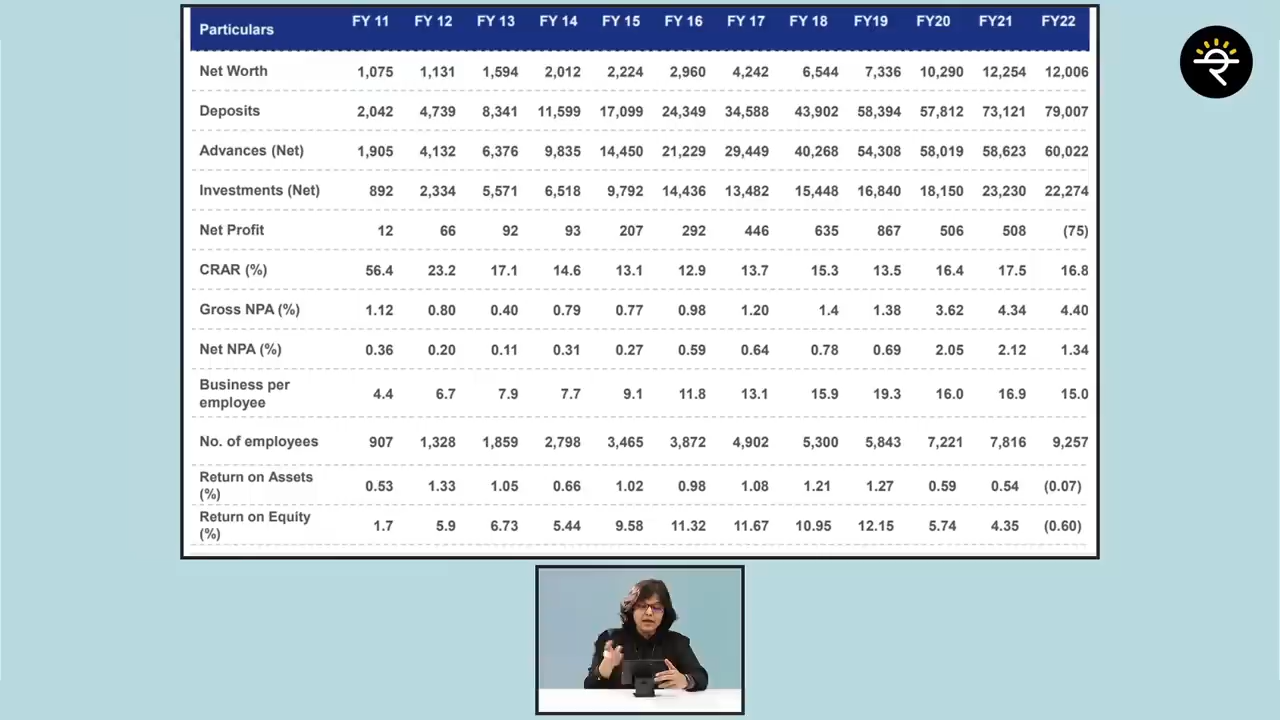 Particulars FY 11 FY 12 FY 13 FY 14 FY 15 FY 16 FY 17 FY 18 FY19 FY20 FY21 FY22
Net Worth 1,075 1,131 1,594 2,012 2,224 2,960 4,242 6,544 7,336 10,290 12,254 12,006
Deposits 2,042 4,739 8,341 11,599 17,099 24,349 34,588 43,902 58,394 57,812 73,121 79,007
Advances (Net) 1,905 4,132 6,376 9,835 14,450 21,229 29,449 40,268 54,308 58,019 58,623 60,022
Investments (Net) 892 2,334 5,571 6,518 9,792 14,436 13,482 15,448 16,840 18,150 23,230 22,274
Net Profit 12 66 92 93 207 292 446 635 867 506 508 (75)
CRAR (%) 56.4 23.2 17.1 14.6 13.1 12.9 13.7 15.3 13.5 16.4 17.5 16.8
Gross NPA (%) 1.12 0.80 0.40 0.79 0.77 0.98 1.20 1.4 1.38 3.62 4.34 4.40
Net NPA (%) 0.36 0.20 0.11 0.31 0.27 0.59 0.64 0.78 0.69 2.05 2.12 1.34
Business per
employee 4.4 6.7 7.9 7.7 9.1 11.8 13.1 15.9 19.3 16.0 16.9 15.0
No. of employees 907 1,328 1,859 2,798 3,465 3,872 4,902 5,300 5,843 7,221 7,816 9,257
Return on Assets
(%) 0.53 1.33 1.05 0.66 1.02 0.98 1.08 1.21 1.27 0.59 0.54 (0.07)
Return on Equity
(%) 1.7 5.9 6.73 5.44 9.58 11.32 11.67 10.95 12.15 5.74 4.35 (0.60)